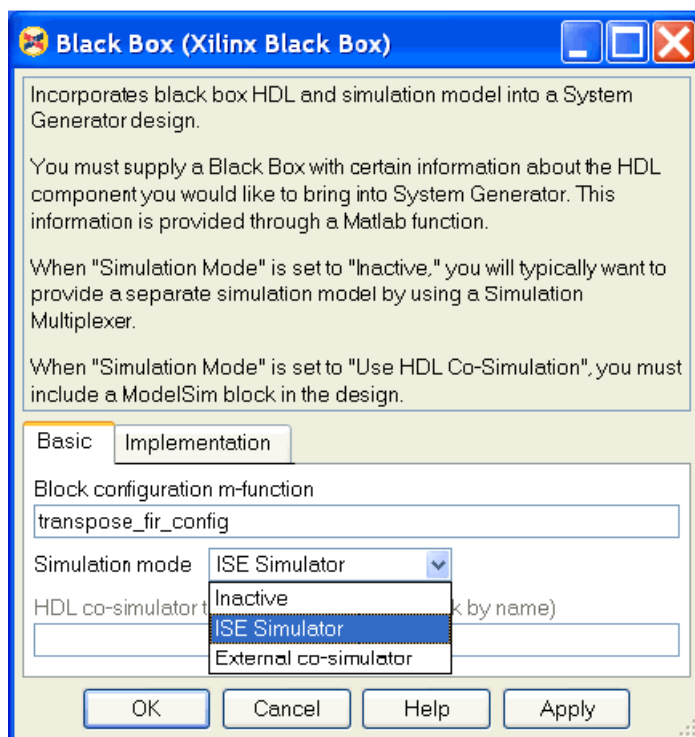 Black Box (Xilinx Black Box)
Incorporates black box HDL and simulation model into a System
Generator design.
You must supply a Black Box with certain information about the HDL
component you would like to bring into System Generator. This
information is provided through a Matlab function.
When "Simulation Mode" is set to "Inactive," you will typically want to
provide a separate simulation model by using a Simulation
Multiplexer.
When "Simulation Mode" is set to "Use HDL Co-Simulation", you must
include a ModelSim block in the design.
Basic Implementation
Block configuration m-function
transpose_fir_config
Simulation mode ISE Simulator
Inactive
HDL co-simulator t k by name)
ISE Simulator
External co-simulator
OK Cancel Help Apply